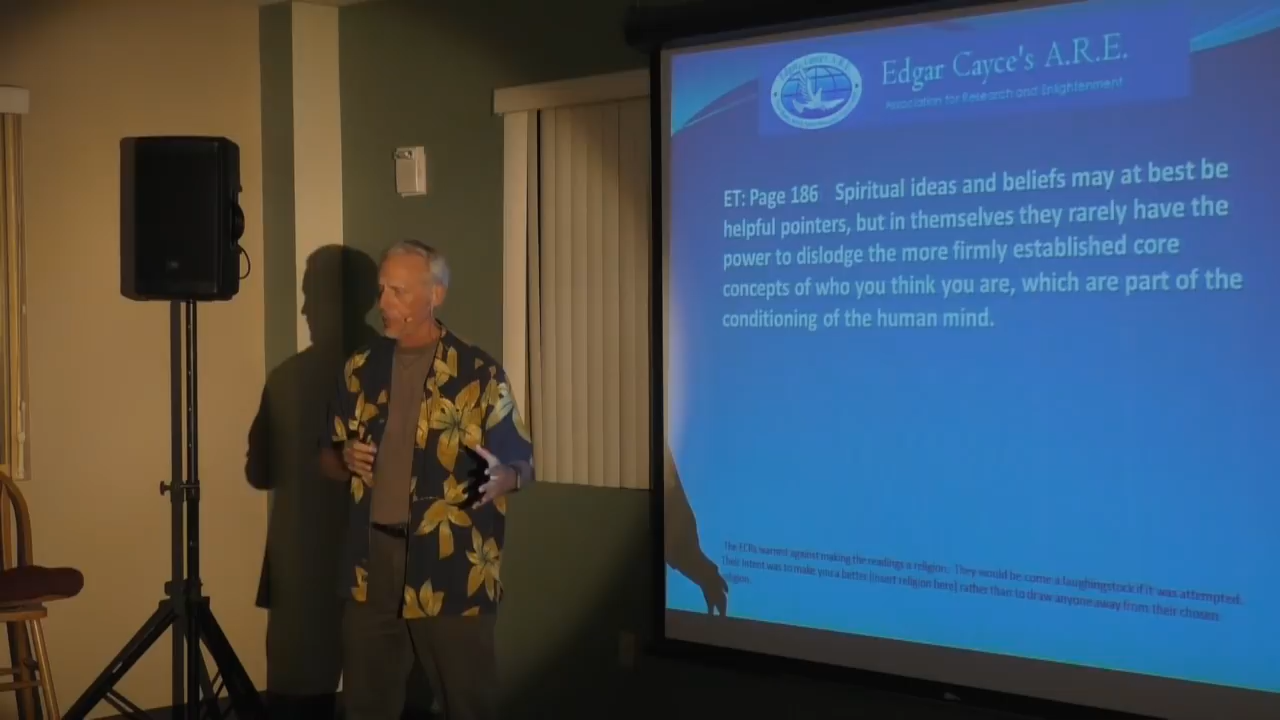 Edgar Cayce's A.R.E.
Association for Research and Enlightenment
ET: Page 186 Spiritual ideas and beliefs may at best be
helpful pointers, but in themselves they rarely have the
power to dislodge the more firmly established core
concepts of who you think you are, which are part of the
conditioning of the human mind.
The ECRs warned against making the readings a religion. They would be come a laughingstock if it was attempted.
Their intent was to make you a better (insert religion here) rather than to draw anyone away from their chosen
religion.